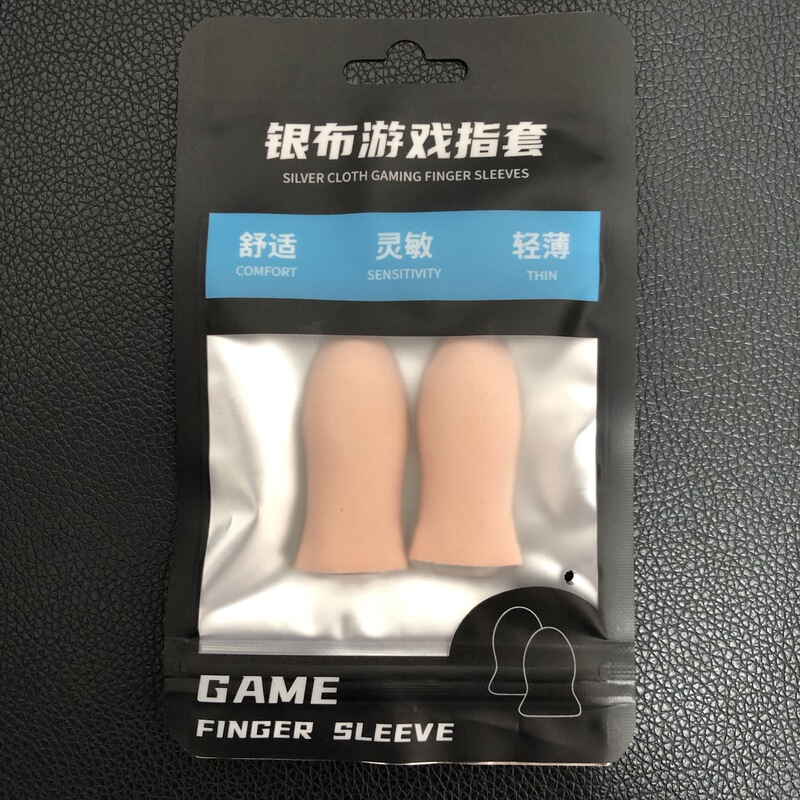 银布游戏指套
SILVER CLOTH GAMING FINGER SLEEVES
舒适 灵敏 轻薄
COMFORT SENSITIVITY THIN
GAME
FINGER SLEEVE